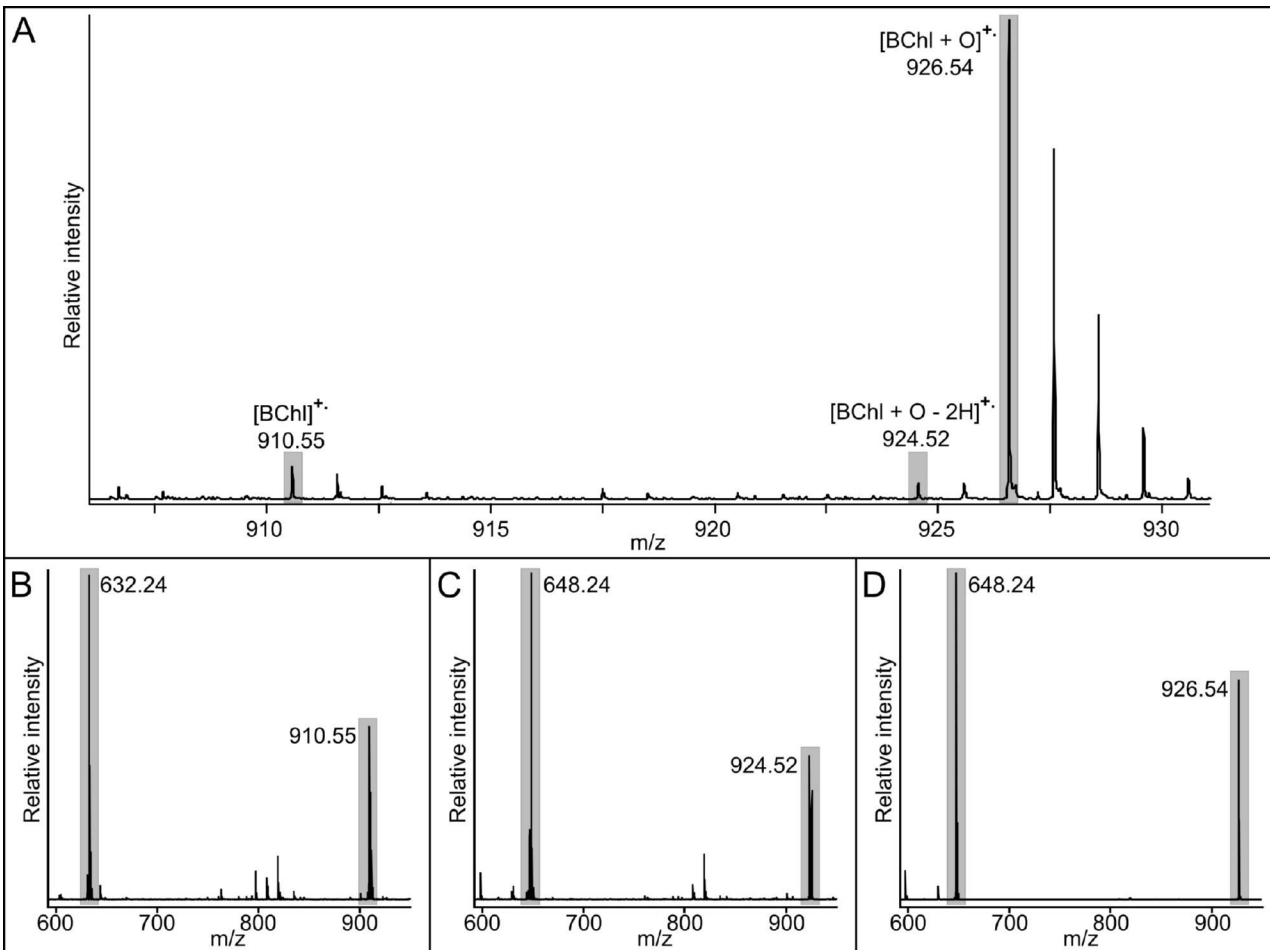 A
[BChl + O]+·
926.54
Relative intensity
[BChl]+·
910.55
[BChl + O - 2H]+·
924.52
910 915 920 925 930
m/z
B
632.24
910.55
Relative intensity
600 700 800 900
m/z
C
648.24
924.52
Relative intensity
600 700 800 900
m/z
D
648.24
926.54
Relative intensity
600 700 800 900
m/z